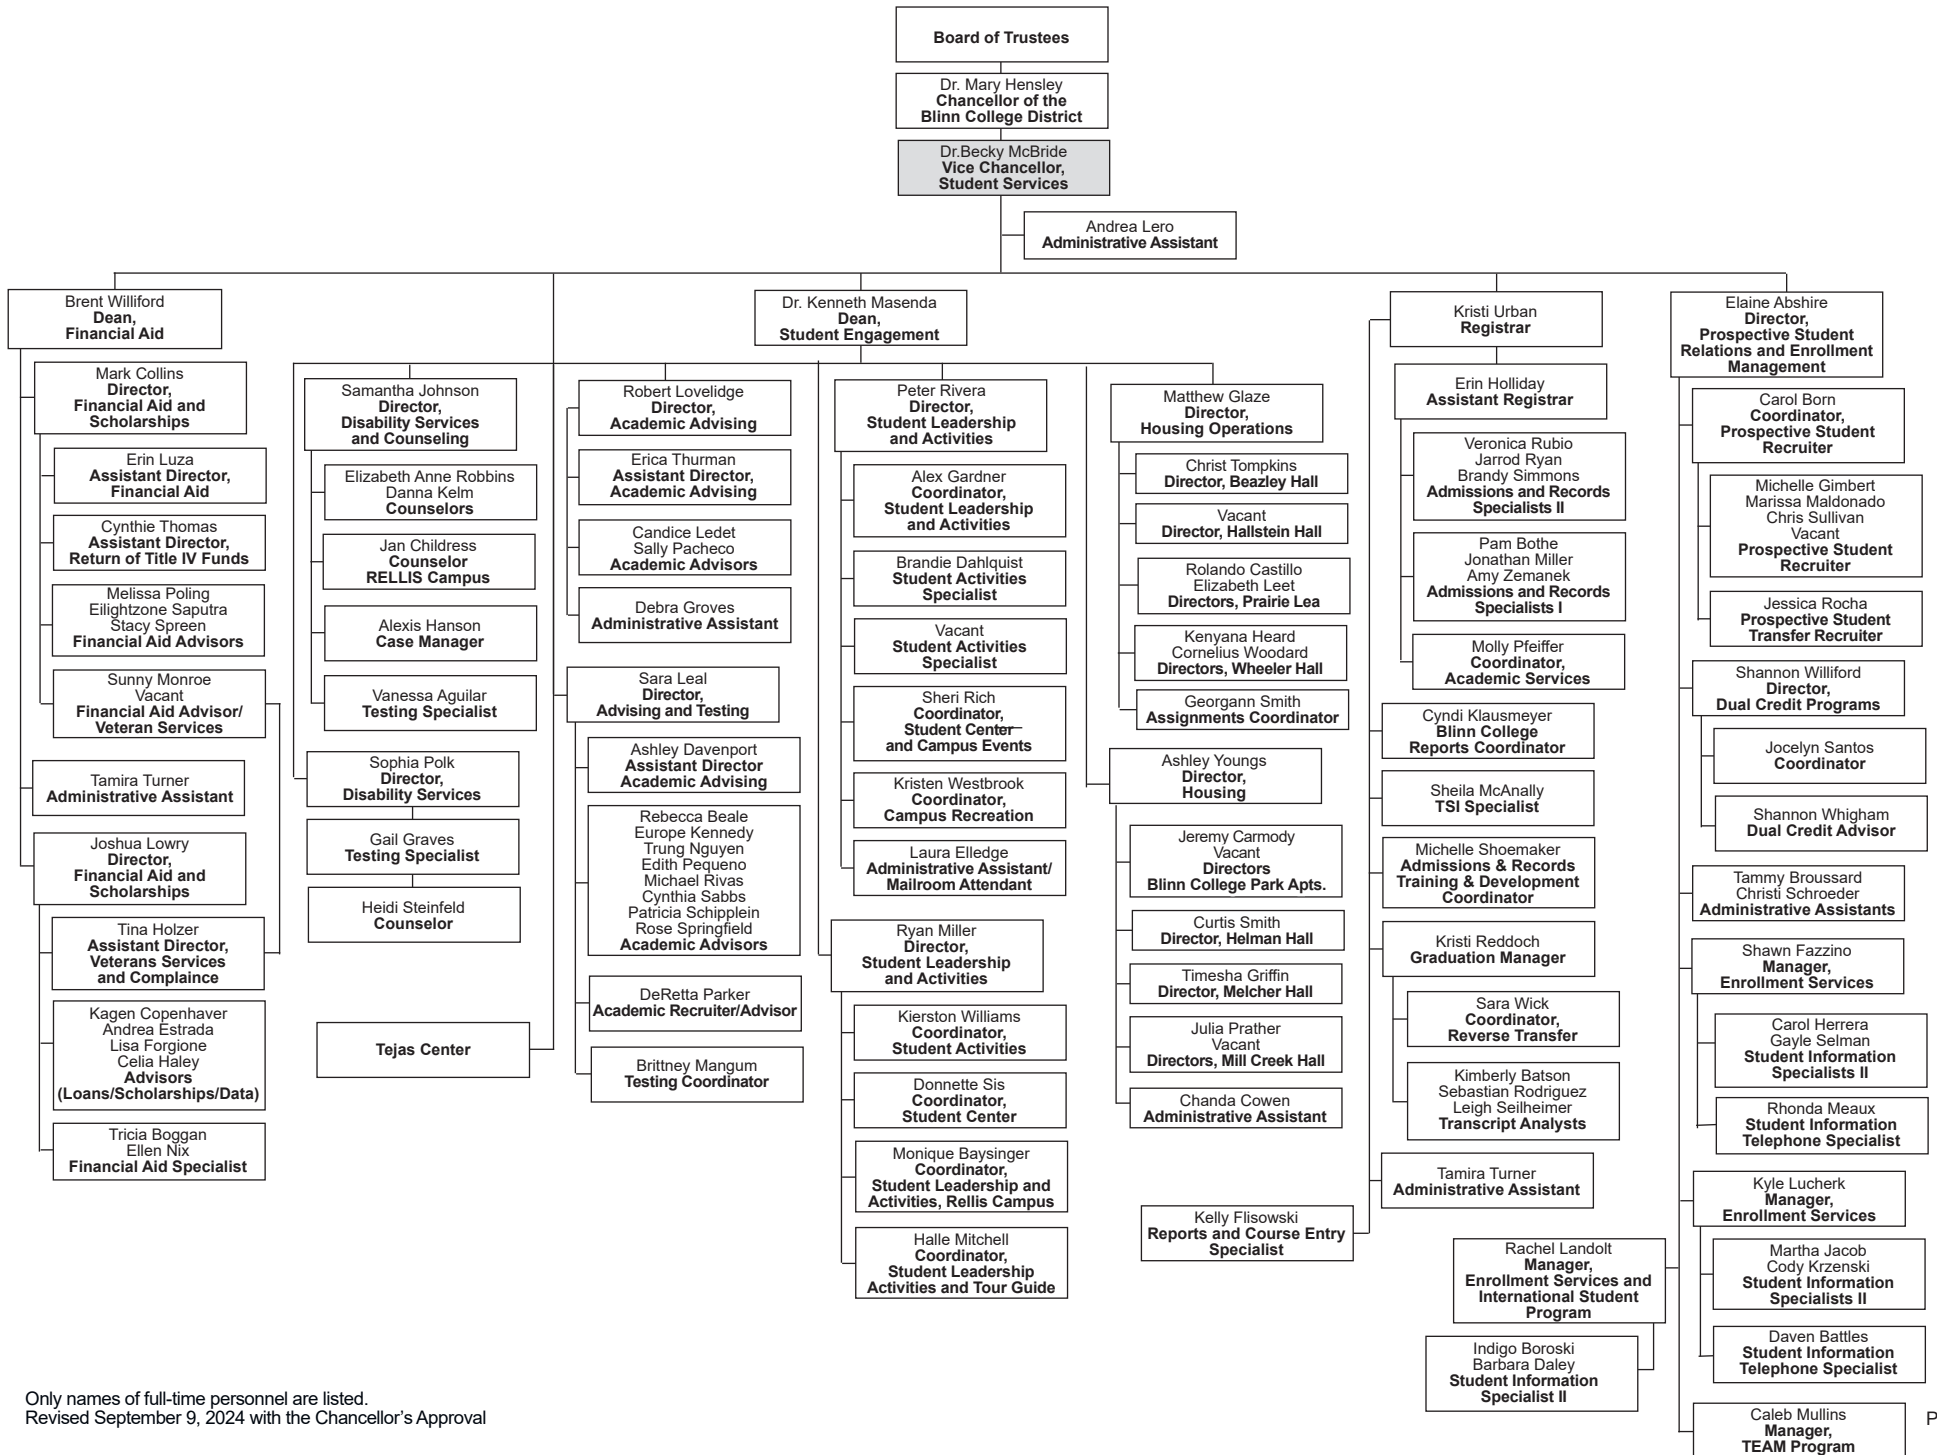 Board of Trustees
Dr. Mary Hensley
Chancellor of the
Blinn College District
Dr.Becky McBride
Vice Chancellor,
Student Services
Andrea Lero
Administrative Assistant
Brent Williford
Dean,
Financial Aid
Mark Collins
Director,
Financial Aid and
Scholarships
Erin Luza
Assistant Director,
Financial Aid
Cynthie Thomas
Assistant Director,
Return of Title IV Funds
Melissa Poling
Eilightzone Saputra
Stacy Spreen
Financial Aid Advisors
Sunny Monroe
Vacant
Financial Aid Advisor/
Veteran Services
Tamira Turner
Administrative Assistant
Joshua Lowry
Director,
Financial Aid and
Scholarships
Tina Holzer
Assistant Director,
Veterans Services
and Complaince
Kagen Copenhaver
Andrea Estrada
Lisa Forgione
Celia Haley
Advisors
(Loans/Scholarships/Data)
Tricia Boggan
Ellen Nix
Financial Aid Specialist
Dr. Kenneth Masenda
Dean,
Student Engagement
Samantha Johnson
Director,
Disability Services
and Counseling
Elizabeth Anne Robbins
Danna Kelm
Counselors
Jan Childress
Counselor
RELLIS Campus
Alexis Hanson
Case Manager
Vanessa Aguilar
Testing Specialist
Sophia Polk
Director,
Disability Services
Gail Graves
Testing Specialist
Heidi Steinfeld
Counselor
Tejas Center
Robert Lovelidge
Director,
Academic Advising
Erica Thurman
Assistant Director,
Academic Advising
Candice Ledet
Sally Pacheco
Academic Advisors
Debra Groves
Administrative Assistant
Sara Leal
Director,
Advising and Testing
Ashley Davenport
Assistant Director
Academic Advising
Rebecca Beale
Europe Kennedy
Trung Nguyen
Edith Pequeno
Michael Rivas
Cynthia Sabbs
Patricia Schipplein
Rose Springfield
Academic Advisors
DeRetta Parker
Academic Recruiter/Advisor
Brittney Mangum
Testing Coordinator
Peter Rivera
Director,
Student Leadership
and Activities
Alex Gardner
Coordinator,
Student Leadership
and Activities
Brandie Dahlquist
Student Activities
Specialist
Vacant
Student Activities
Specialist
Sheri Rich
Coordinator,
Student Center
and Campus Events
Kristen Westbrook
Coordinator,
Campus Recreation
Laura Elledge
Administrative Assistant/
Mailroom Attendant
Ryan Miller
Director,
Student Leadership
and Activities
Kierston Williams
Coordinator,
Student Activities
Donnette Sis
Coordinator,
Student Center
Monique Baysinger
Coordinator,
Student Leadership and
Activities, Rellis Campus
Halle Mitchell
Coordinator,
Student Leadership
Activities and Tour Guide
Matthew Glaze
Director,
Housing Operations
Christ Tompkins
Director, Beazley Hall
Vacant
Director, Hallstein Hall
Rolando Castillo
Elizabeth Leet
Directors, Prairie Lea
Kenyana Heard
Cornelius Woodard
Directors, Wheeler Hall
Georgann Smith
Assignments Coordinator
Ashley Youngs
Director,
Housing
Jeremy Carmody
Vacant
Directors
Blinn College Park Apts.
Curtis Smith
Director, Helman Hall
Timesha Griffin
Director, Melcher Hall
Julia Prather
Vacant
Directors, Mill Creek Hall
Chanda Cowen
Administrative Assistant
Kristi Urban
Registrar
Erin Holliday
Assistant Registrar
Veronica Rubio
Jarrod Ryan
Brandy Simmons
Admissions and Records
Specialists II
Pam Bothe
Jonathan Miller
Amy Zemanek
Admissions and Records
Specialists I
Molly Pfeiffer
Coordinator,
Academic Services
Cyndi Klausmeyer
Blinn College
Reports Coordinator
Sheila McAnally
TSI Specialist
Michelle Shoemaker
Admissions & Records
Training & Development
Coordinator
Kristi Reddoch
Graduation Manager
Sara Wick
Coordinator,
Reverse Transfer
Kimberly Batson
Sebastian Rodriguez
Leigh Seilheimer
Transcript Analysts
Tamira Turner
Administrative Assistant
Kelly Flisowski
Reports and Course Entry
Specialist
Elaine Abshire
Director,
Prospective Student
Relations and Enrollment
Management
Carol Born
Coordinator,
Prospective Student
Recruiter
Michelle Gimbert
Marissa Maldonado
Chris Sullivan
Vacant
Prospective Student
Recruiter
Jessica Rocha
Prospective Student
Transfer Recruiter
Shannon Williford
Director,
Dual Credit Programs
Jocelyn Santos
Coordinator
Shannon Whigham
Dual Credit Advisor
Tammy Broussard
Christi Schroeder
Administrative Assistants
Shawn Fazzino
Manager,
Enrollment Services
Carol Herrera
Gayle Selman
Student Information
Specialists II
Rhonda Meaux
Student Information
Telephone Specialist
Kyle Lucherk
Manager,
Enrollment Services
Martha Jacob
Cody Krzenski
Student Information
Specialists II
Daven Battles
Student Information
Telephone Specialist
Rachel Landolt
Manager,
Enrollment Services and
International Student
Program
Indigo Boroski
Barbara Daley
Student Information
Specialist II
Caleb Mullins
Manager,
TEAM Program
Only names of full-time personnel are listed.
Revised September 9, 2024 with the Chancellor's Approval
P